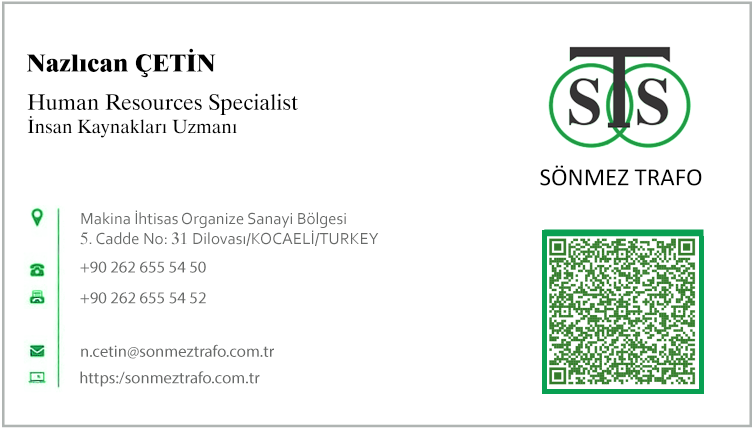 Nazlıcan ÇETİN
Human Resources Specialist
İnsan Kaynakları Uzmanı
STS
SÖNMEZ TRAFO
Makina İhtisas Organize Sanayi Bölgesi
5. Cadde No: 31 Dilovası/KOCAELİ/TURKEY
+90 262 655 54 50
+90 262 655 54 52
n.cetin@sonmeztrafo.com.tr
https:/sonmeztrafo.com.tr